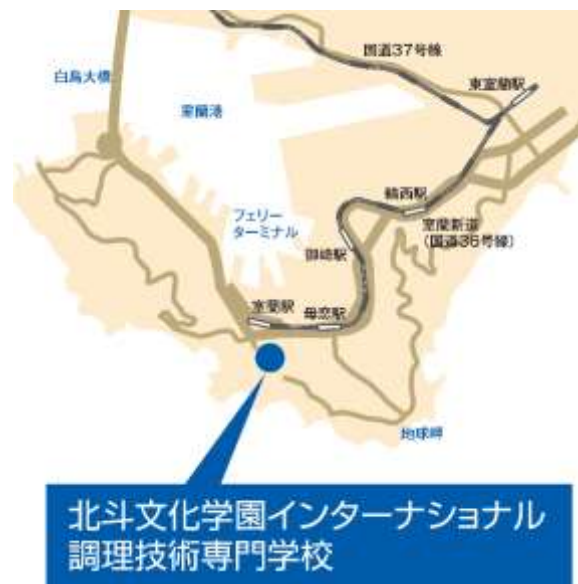 国道37号線
白鳥大橋
東室蘭駅
室蘭港
輪西駅
フェリー
ターミナル
室蘭新道
(国道36号線)
御崎駅
室蘭駅
母恋駅
地球岬
北斗文化学園インターナショナル
調理技術専門学校